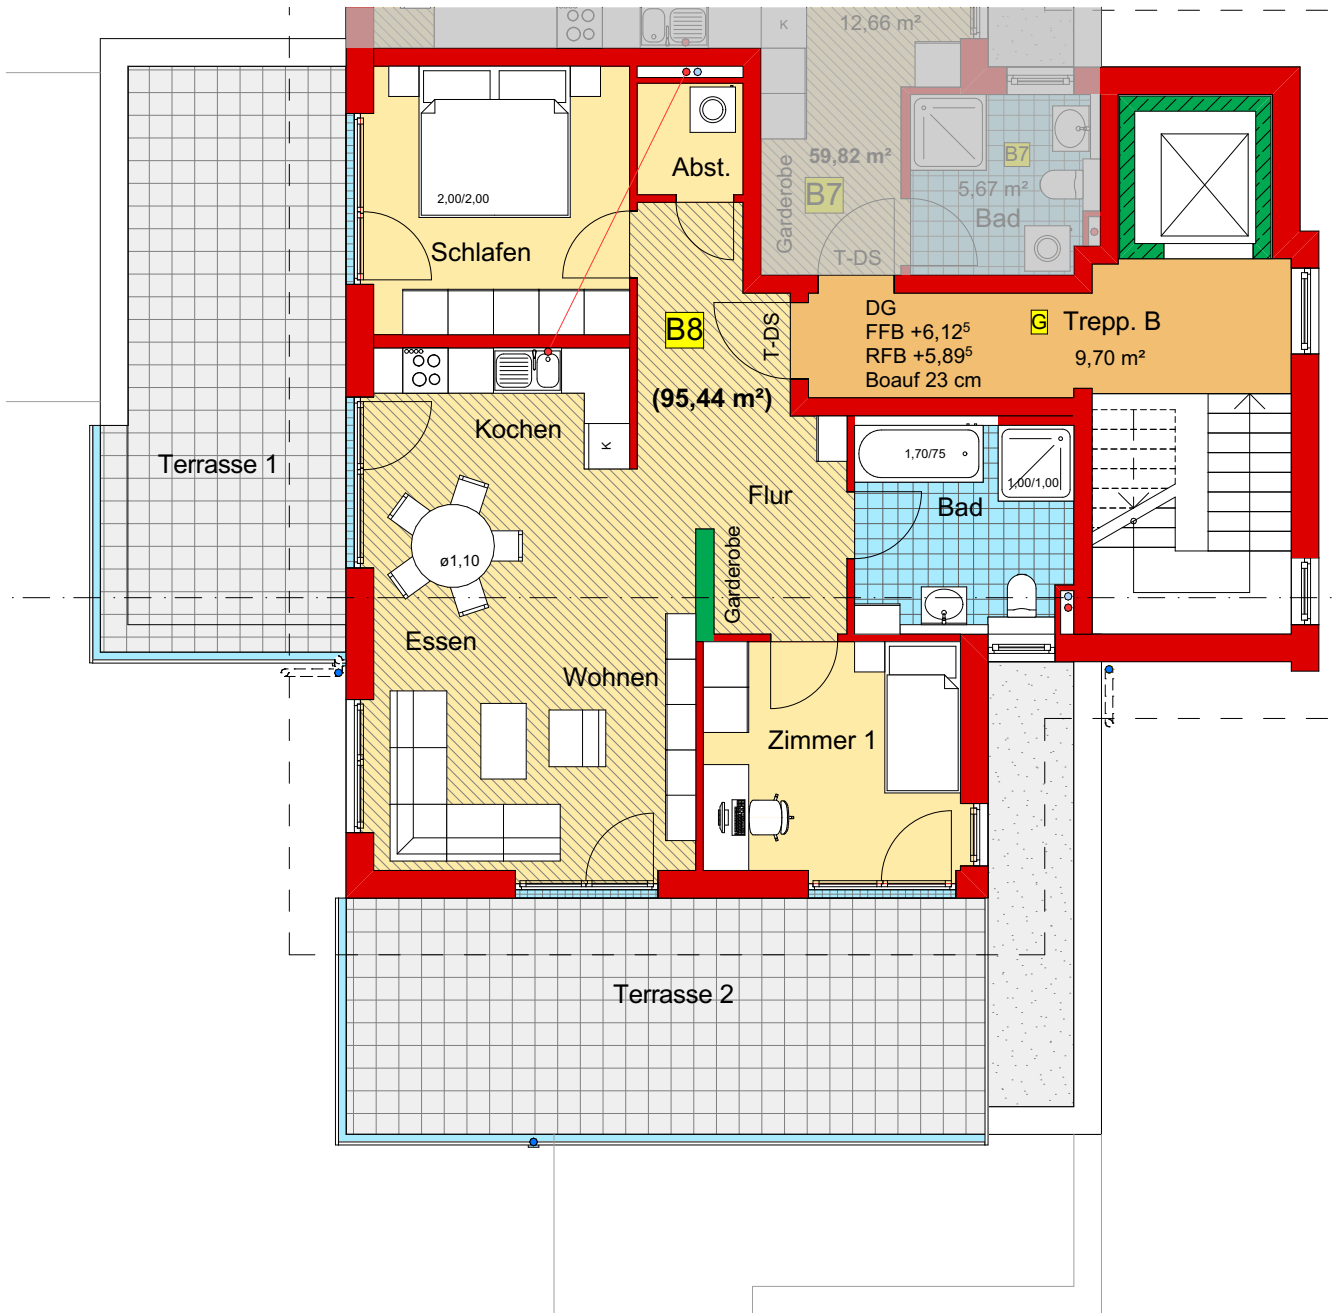 K
12,66 m²
59,82 m²
B7
Garderobe
T-DS
B7
5,67 m²
Bad
Abst.
2,00/2,00
Schlafen
B8
T-DS
(95,44 m²)
DG
FFB +6,12⁵
RFB +5,89⁵
Boauf 23 cm
G Trepp. B
9,70 m²
Kochen
K
Terrasse 1
Flur
1,70/75
1,00/1,00
Bad
ø1,10
Garderobe
Essen
Wohnen
Zimmer 1
Terrasse 2